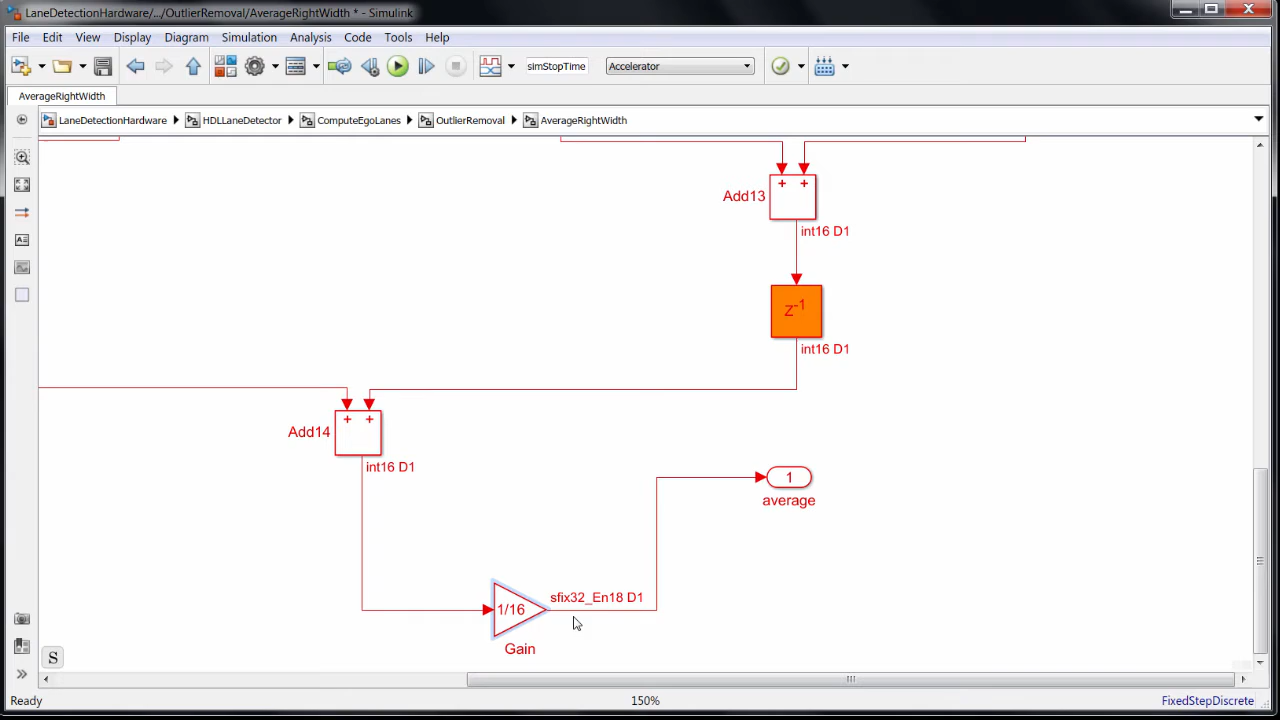 LaneDetectionHardware/.../OutlierRemoval/AverageRightWidth * - Simulink
File Edit View Display Diagram Simulation Analysis Code Tools Help
simStopTime Accelerator
AverageRightWidth
LaneDetectionHardware HDLLaneDetector ComputeEgoLanes OutlierRemoval AverageRightWidth
+ +
Add13
int16 D1
z-1
int16 D1
+ +
Add14
int16 D1
1
average
sfix32_En18 D1
1/16
Gain
S
Ready 150% FixedStepDiscrete